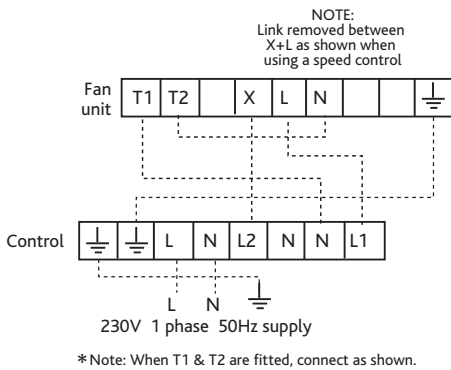 NOTE:
Link removed between
X+L as shown when
using a speed control
Fan
unit
T1 T2 X L N
Control
L N L2 N N L1
L N
230V 1 phase 50Hz supply
*Note: When T1 & T2 are fitted, connect as shown.